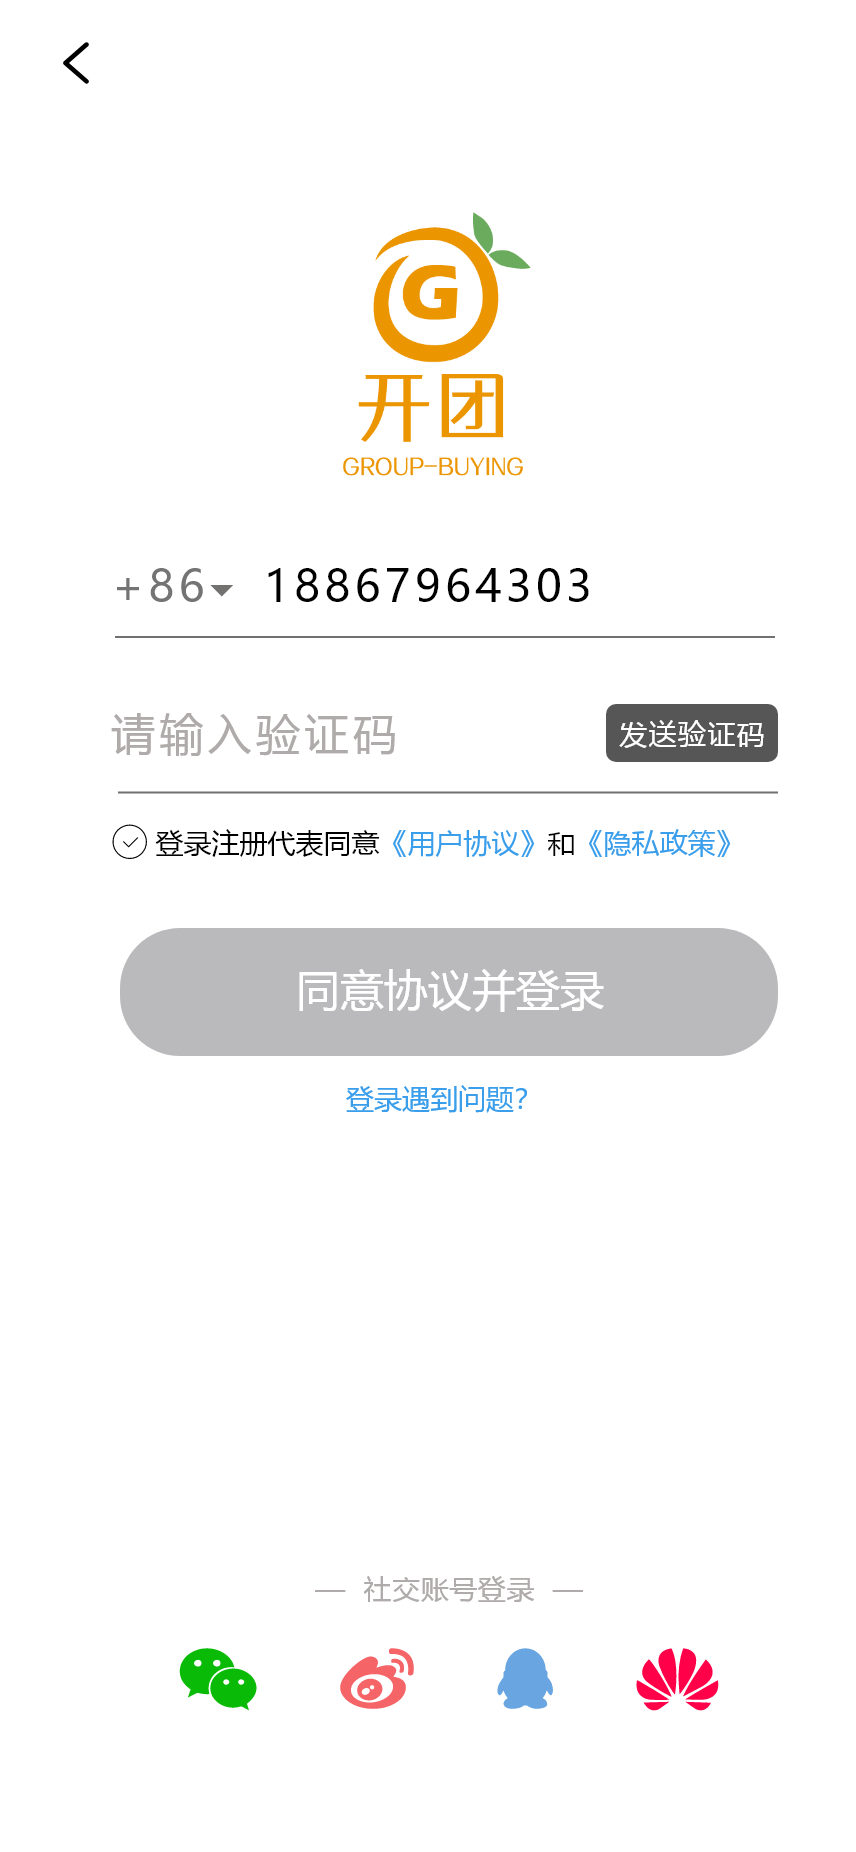 G
开团
GROUP-BUYING
+86 18867964303
请输入验证码 发送验证码
登录注册代表同意《用户协议》和《隐私政策》
同意协议并登录
登录遇到问题?
— 社交账号登录 —